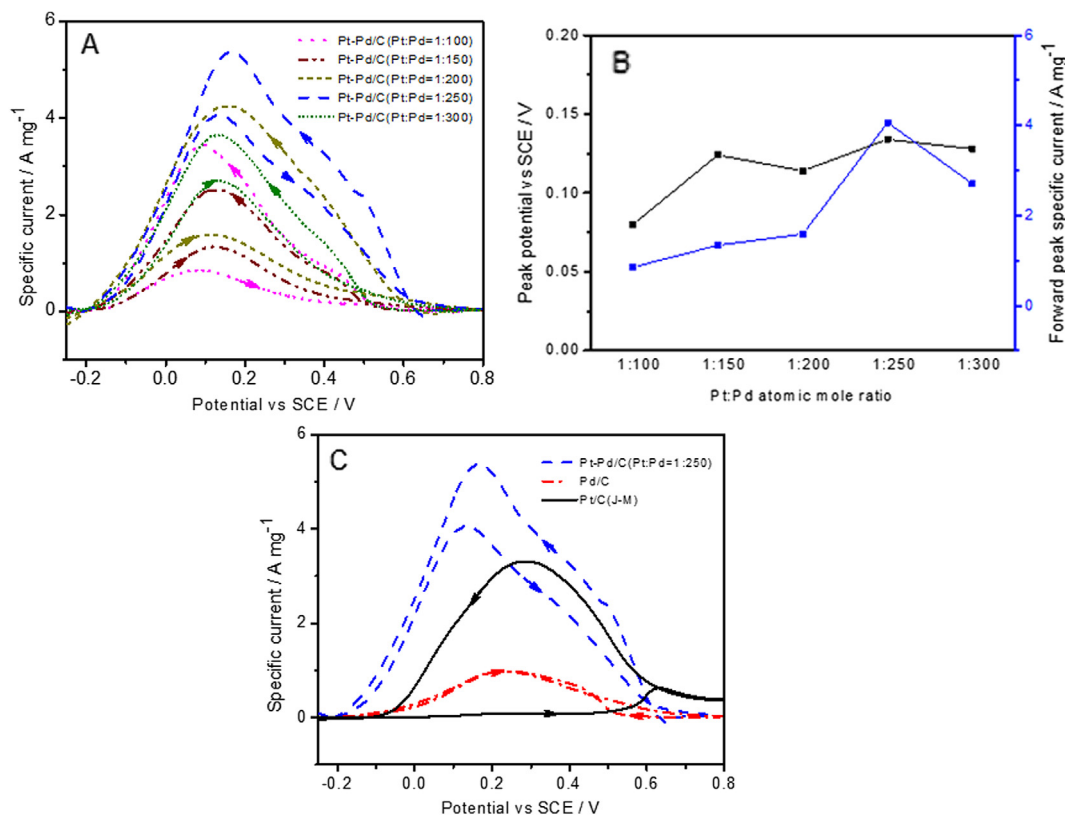 A
Pt-Pd/C(Pt:Pd=1:100)
Pt-Pd/C(Pt:Pd=1:150)
Pt-Pd/C(Pt:Pd=1:200)
Pt-Pd/C(Pt:Pd=1:250)
Pt-Pd/C(Pt:Pd=1:300)
Specific current / A mg⁻¹
6
4
2
0
-0.2 0.0 0.2 0.4 0.6 0.8
Potential vs SCE / V
B
Peak potential vs SCE / V
0.20
0.15
0.10
0.05
0.00
1:100 1:150 1:200 1:250 1:300
Pt:Pd atomic mole ratio
6
5
4
3
2
1
0
Forward peak specific current / A mg⁻¹
C
Pt-Pd/C(Pt:Pd=1:250)
Pd/C
Pt/C(J-M)
Specific current / A mg⁻¹
6
4
2
0
-0.2 0.0 0.2 0.4 0.6 0.8
Potential vs SCE / V